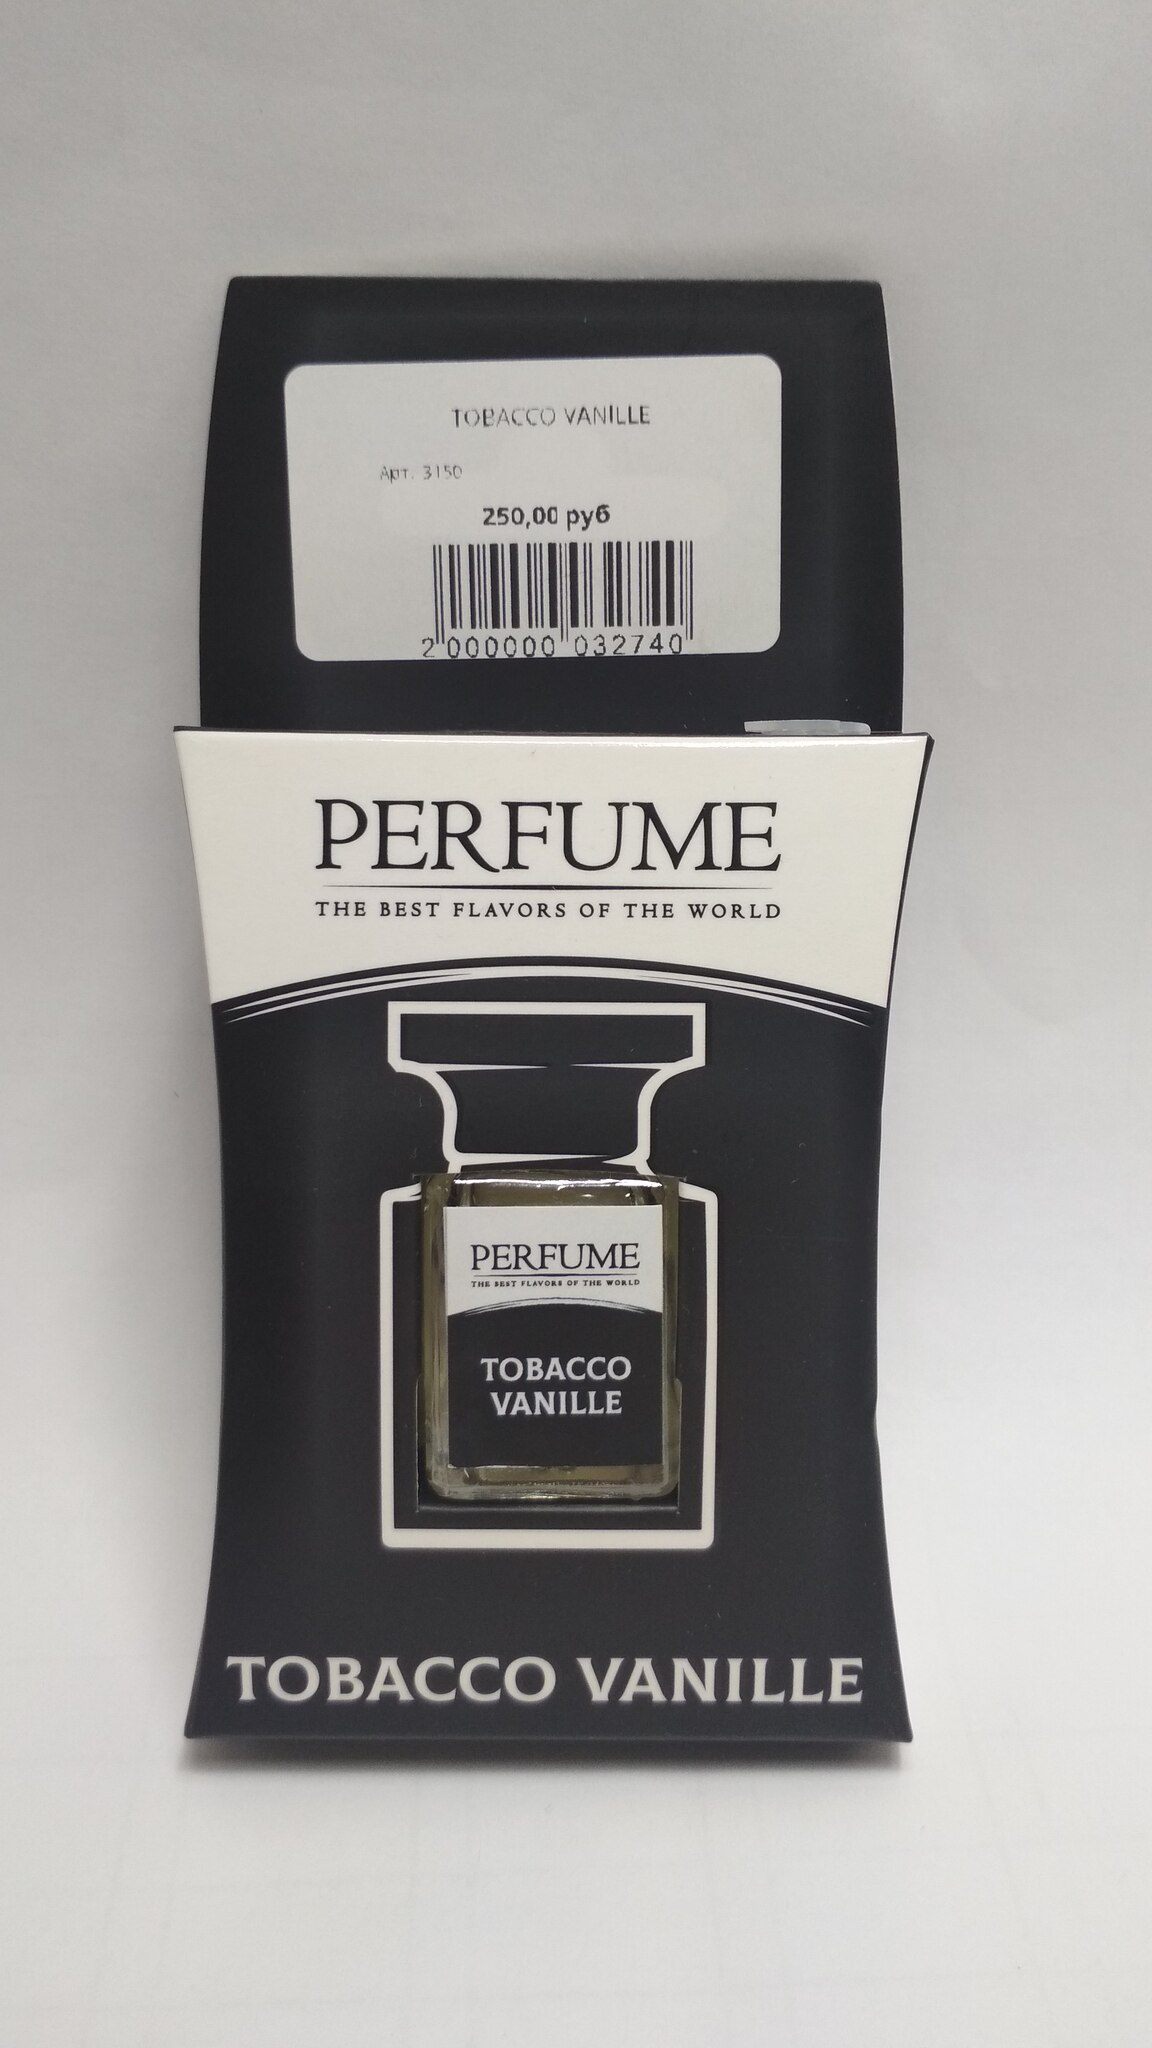 TOBACCO VANILLE
Арт. 3150
250,00 руб
2 000000 032740
PERFUME
THE BEST FLAVORS OF THE WORLD
PERFUME
THE BEST FLAVORS OF THE WORLD
TOBACCO
VANILLE
TOBACCO VANILLE